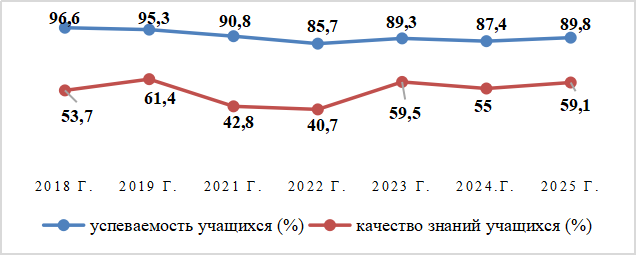 96,6 95,3 90,8 85,7 89,3 87,4 89,8
53,7 61,4 42,8 40,7 59,5 55 59,1
2018 Г. 2019 Г. 2021 Г. 2022 Г. 2023 Г. 2024.Г. 2025 Г.
успеваемость учащихся (%) качество знаний учащихся (%)